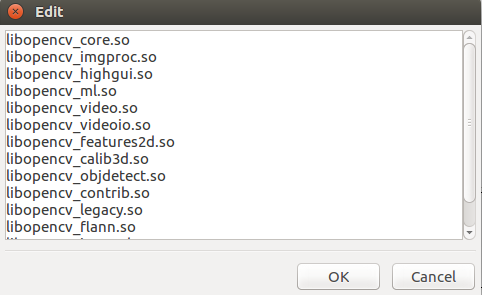 Edit
libopencv_core.so
libopencv_imgproc.so
libopencv_highgui.so
libopencv_ml.so
libopencv_video.so
libopencv_videoio.so
libopencv_features2d.so
libopencv_calib3d.so
libopencv_objdetect.so
libopencv_contrib.so
libopencv_legacy.so
libopencv_flann.so
OK Cancel